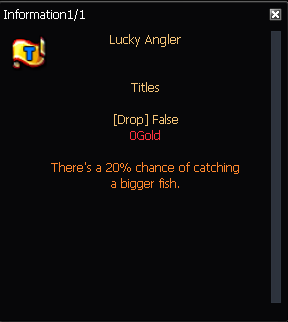 Information1/1
Lucky Angler
T
Titles
[Drop] False
0Gold
There's a 20% chance of catching
a bigger fish.